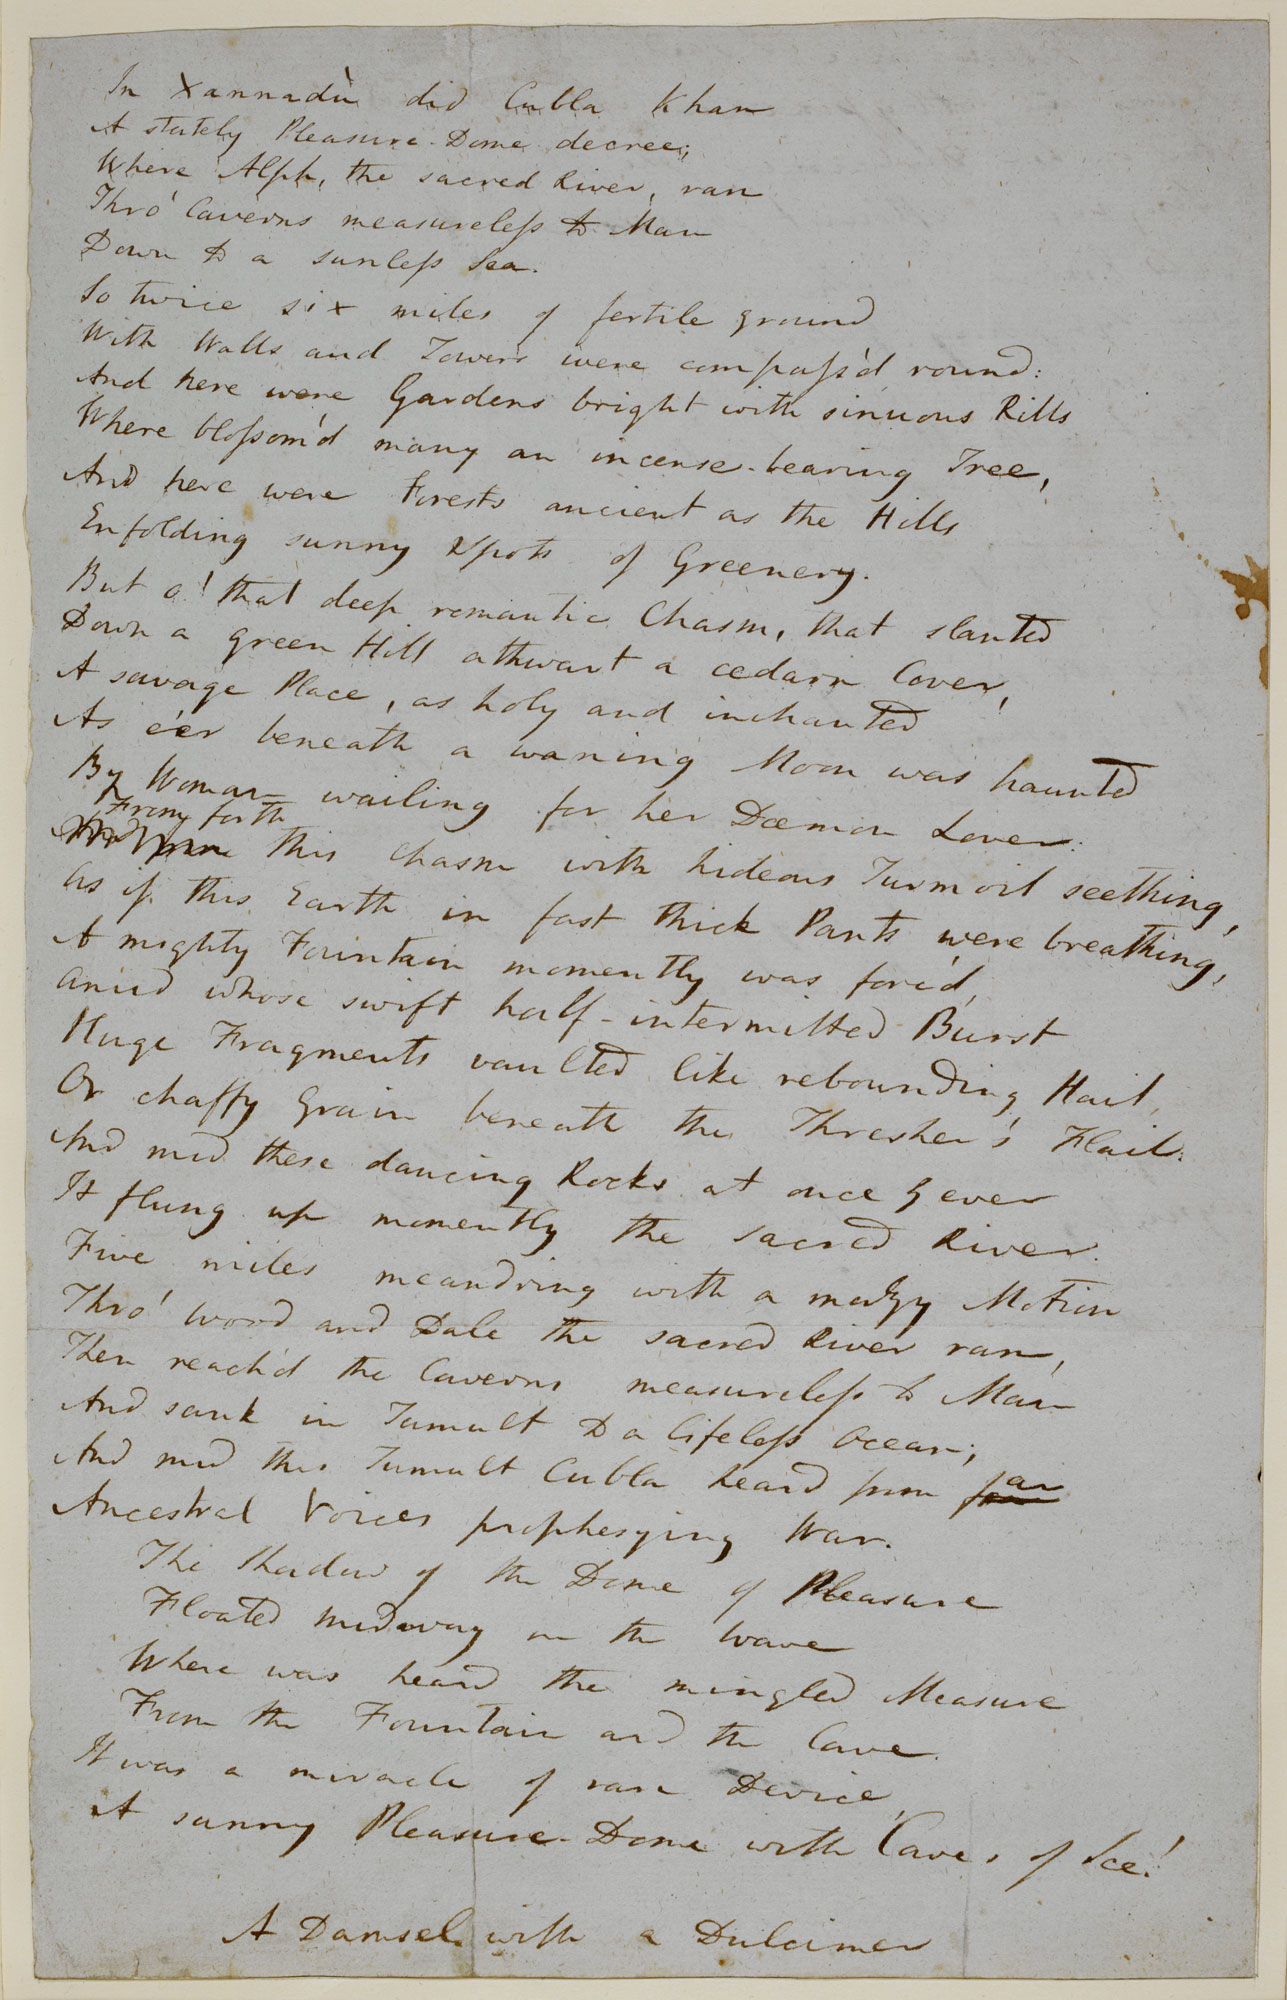 In Xannadù did Cubla Khan
A stately Pleasure-Dome decree;
Where Alph, the sacred River, ran
Thro' Caverns measureless to Man
Down to a sunless Sea.
So twice six miles of fertile ground
With Walls and Towers were compass'd round:
And here were Gardens bright with sinuous Rills
Where blossom'd many an incense-bearing Tree,
And here were Forests ancient as the Hills
Enfolding sunny Spots of Greenery.
But o! that deep romantic Chasm, that slanted
Down a green Hill athwart a cedarn Cover,
A savage Place, as holy and inchanted
As e'er beneath a waning Moon was haunted
By Woman wailing for her Dæmon Lover:
From forth
this Chasm with hideous Turmoil seething,
As if this Earth in fast thick Pants were breathing,
A mighty Fountain momently was forc'd,
Amid whose swift half-intermitted Burst
Huge Fragments vaulted like rebounding Hail,
Or chaffy Grain beneath the Thresher's Flail:
And mid these dancing Rocks at once & ever
It flung up momently the sacred River.
Five miles meandring with a mazy Motion
Thro' Wood and Dale the sacred River ran,
Then reach'd the Caverns measureless to Man
And sank in Tumult to a lifeless Ocean;
And mid this Tumult Cubla heard from far
Ancestral Voices prophesying War.
The Shadow of the Dome of Pleasure
Floated midway on the Wave
Where was heard the mingled Measure
From the Fountain and the Cave.
It was a miracle of rare Device,
A sunny Pleasure-Dome with Caves of Ice!
A Damsel with a Dulcimer